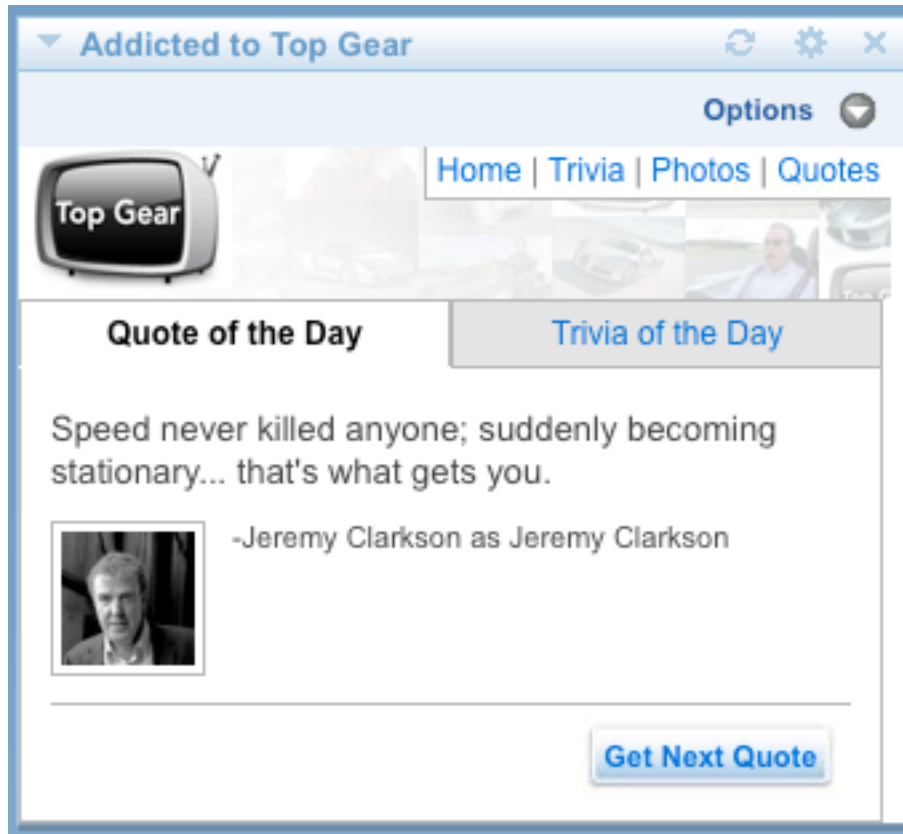 Addicted to Top Gear
Options
Home | Trivia | Photos | Quotes
Top Gear
Quote of the Day
Trivia of the Day
Speed never killed anyone; suddenly becoming
stationary... that's what gets you.
-Jeremy Clarkson as Jeremy Clarkson
Get Next Quote